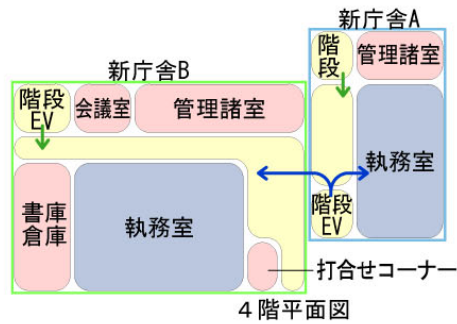 新庁舎A
階
段
管理諸室
執務室
階段
EV
新庁舎B
階段
EV
会議室
管理諸室
書庫
倉庫
執務室
打合せコーナー
4階平面図